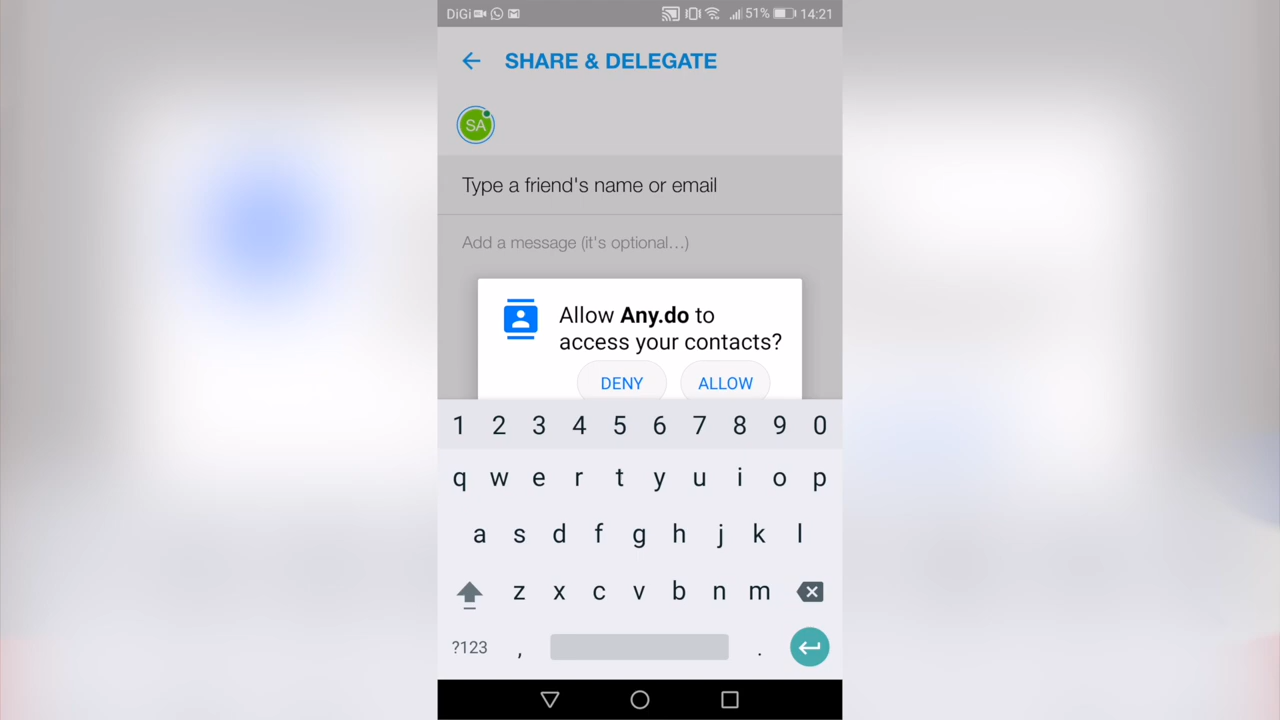 DiGi 51% 14:21
SHARE & DELEGATE
SA
Type a friend's name or email
Add a message (it's optional...)
Allow Any.do to
access your contacts?
DENY ALLOW
1 2 3 4 5 6 7 8 9 0
q w e r t y u i o p
a s d f g h j k l
z x c v b n m
?123 , .